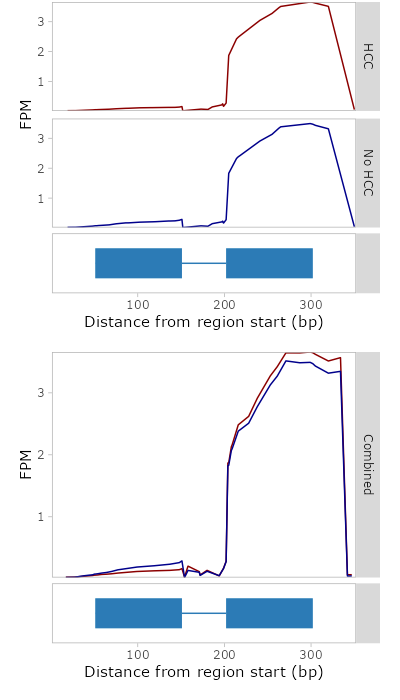 3
2
1
HCC
FPM
3
2
1
No HCC
100 200 300
Distance from region start (bp)
3
2
1
FPM
Combined
100 200 300
Distance from region start (bp)